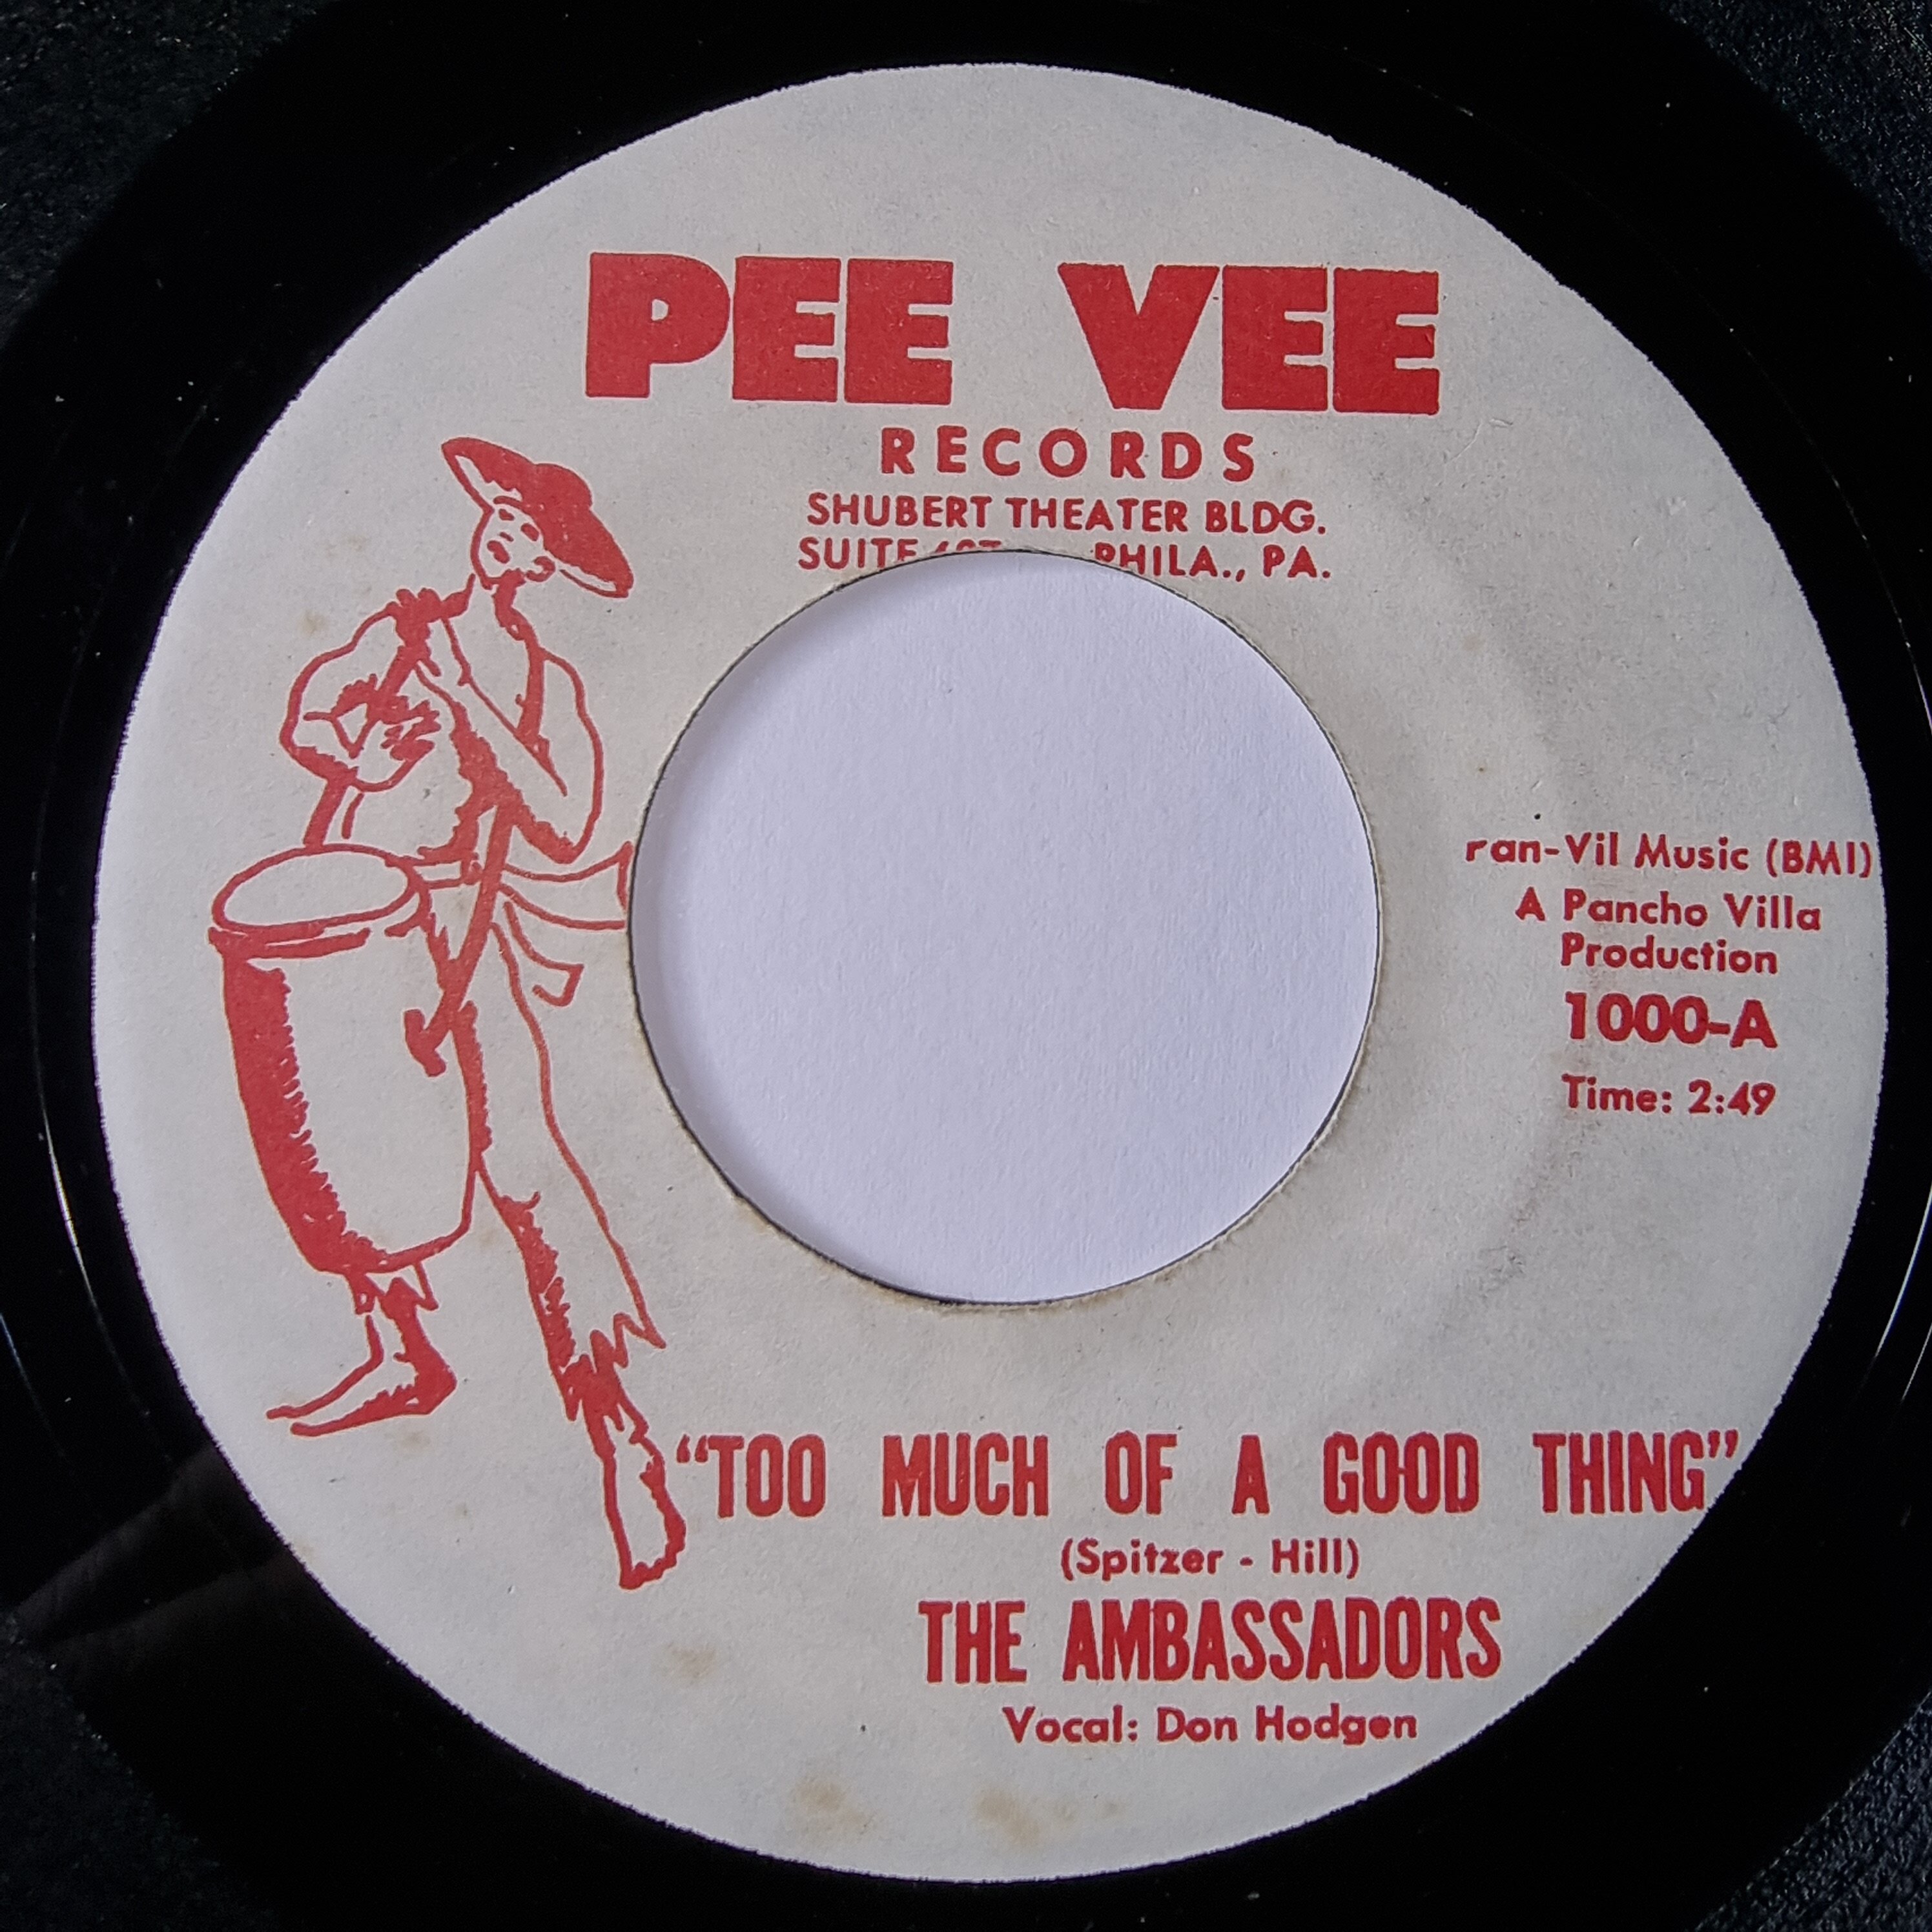 PEE VEE
RECORDS
SHUBERT THEATER BLDG.
SUITE PHILA., PA.
ran-Vil Music (BMI)
A Pancho Villa
Production
1000-A
Time: 2:49
“TOO MUCH OF A GOOD THING”
(Spitzer - Hill)
THE AMBASSADORS
Vocal: Don Hodgen